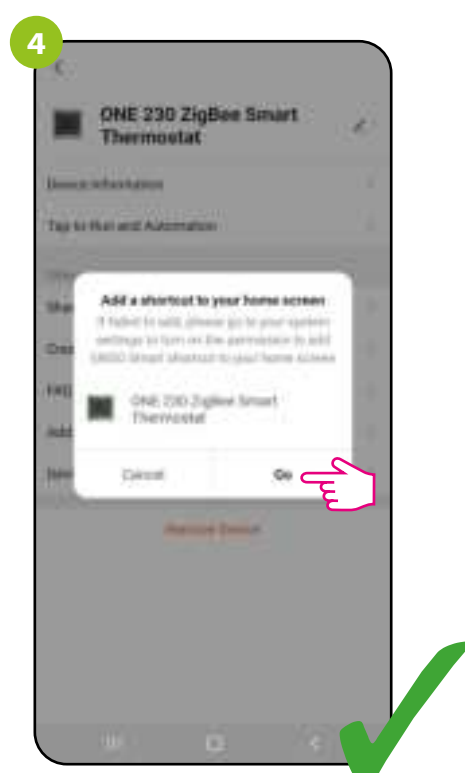 4
ONE 230 ZigBee Smart
Thermostat
Device Information
Tap to Run and Automation
Add a shortcut to your home screen
If failed to add, please go to your system
settings to turn on the permission to add
Smart shortcut to your home screen
ONE 230 ZigBee Smart
Thermostat
Cancel
Go
FAQ
Add
Remove Device